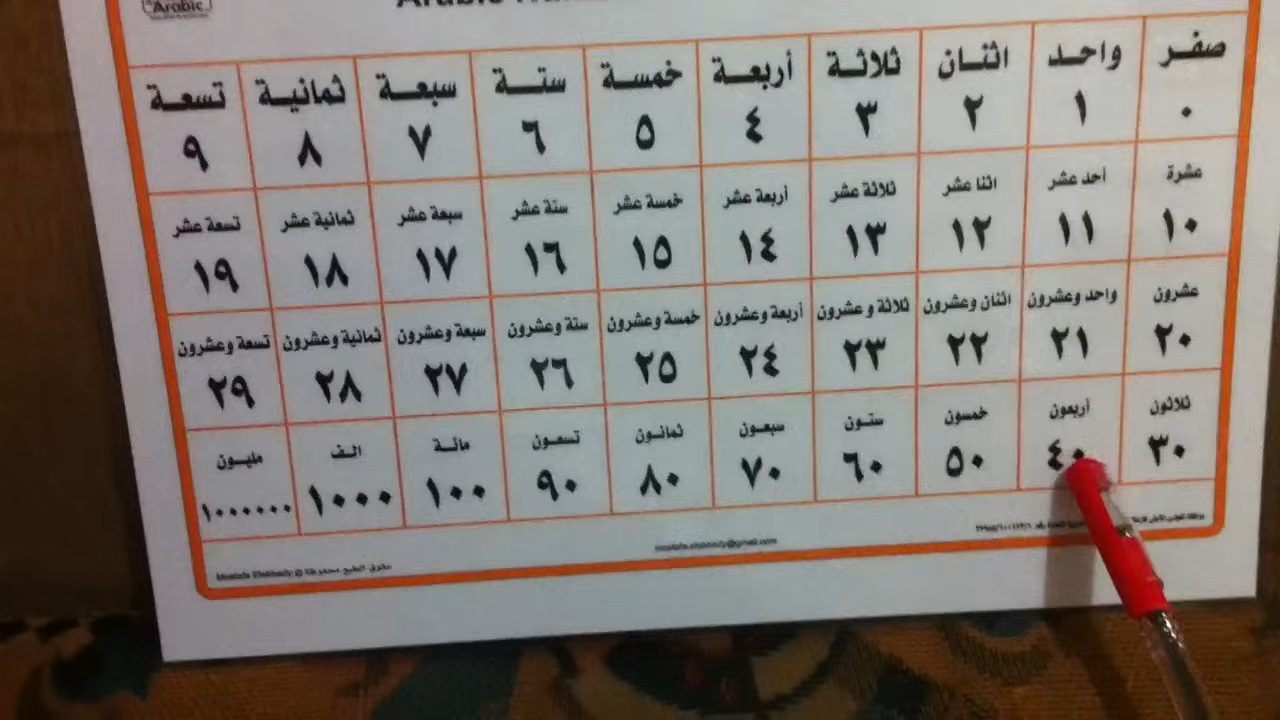 Arabic
Arabic
صفر واحد اثنان ثلاثة أربعة خمسة ستة سبعة ثمانية تسعة
٠ ١ ٢ ٣ ٤ ٥ ٦ ٧ ٨ ٩
عشرة أحد عشر اثنا عشر ثلاثة عشر أربعة عشر خمسة عشر ستة عشر سبعة عشر ثمانية عشر تسعة عشر
١٠ ١١ ١٢ ١٣ ١٤ ١٥ ١٦ ١٧ ١٨ ١٩
عشرون واحد وعشرون اثنان وعشرون ثلاثة وعشرون أربعة وعشرون خمسة وعشرون ستة وعشرون سبعة وعشرون ثمانية وعشرون تسعة وعشرون
٢٠ ٢١ ٢٢ ٢٣ ٢٤ ٢٥ ٢٦ ٢٧ ٢٨ ٢٩
ثلاثون أربعون خمسون ستون سبعون ثمانون تسعون مائة الف مليون
٣٠ ٤٠ ٥٠ ٦٠ ٧٠ ٨٠ ٩٠ ١٠٠ ١٠٠٠ ١٠٠٠٠٠٠